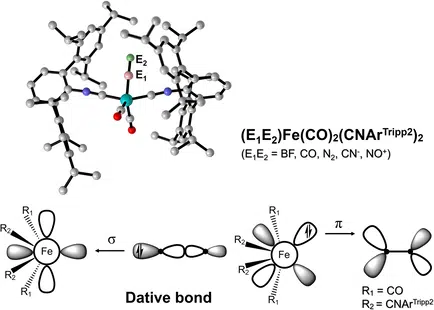 E₂
E₁
(E₁E₂)Fe(CO)₂(CNArᵀʳⁱᵖᵖ²)₂
(E₁E₂ = BF, CO, N₂, CN⁻, NO⁺)
R₁
R₂
Fe
R₂
R₁
σ
Dative bond
R₁
R₂
Fe
R₂
R₁
π
R₁ = CO
R₂ = CNArᵀʳⁱᵖᵖ²